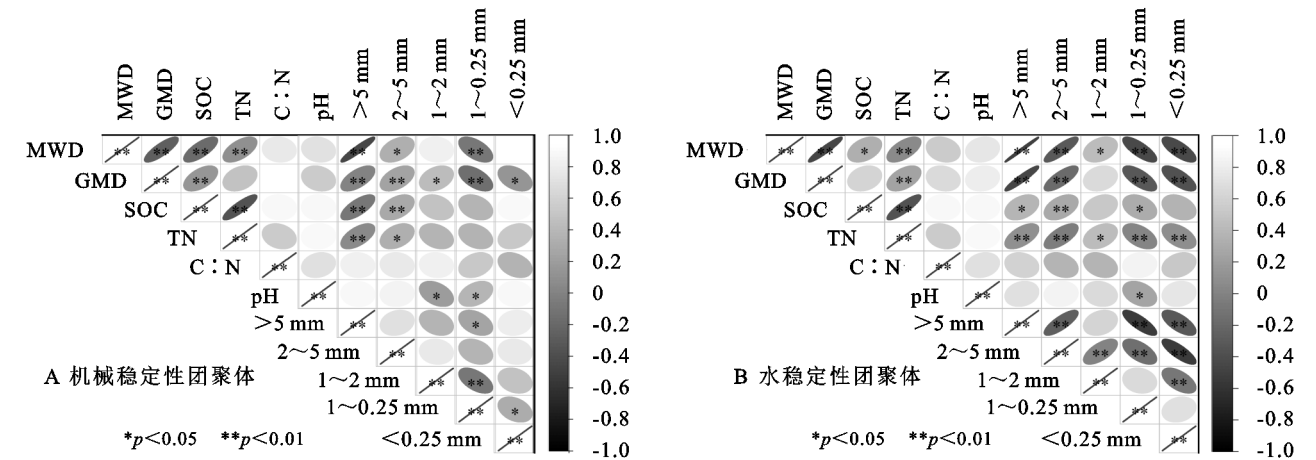 MWD GMD SOC TN C∶N pH ＞5 mm 2～5 mm 1～2 mm 1～0.25 mm ＜0.25 mm
MWD ** ** ** ** ** * **
GMD ** ** ** ** * ** *
SOC ** ** ** **
TN ** ** *
C∶N **
pH ** * *
＞5 mm ** *
2～5 mm **
1～2 mm ** **
1～0.25 mm ** *
＜0.25 mm **
A 机械稳定性团聚体
*p＜0.05 **p＜0.01
1.0
0.8
0.6
0.4
0.2
0
-0.2
-0.4
-0.6
-0.8
-1.0
MWD GMD SOC TN C∶N pH ＞5 mm 2～5 mm 1～2 mm 1～0.25 mm ＜0.25 mm
MWD ** ** * ** ** ** * ** **
GMD ** ** ** ** ** **
SOC ** ** * ** *
TN ** ** ** * ** **
C∶N **
pH ** *
＞5 mm ** ** ** **
2～5 mm ** ** ** **
1～2 mm ** **
1～0.25 mm **
＜0.25 mm **
B 水稳定性团聚体
*p＜0.05 **p＜0.01
1.0
0.8
0.6
0.4
0.2
0
-0.2
-0.4
-0.6
-0.8
-1.0